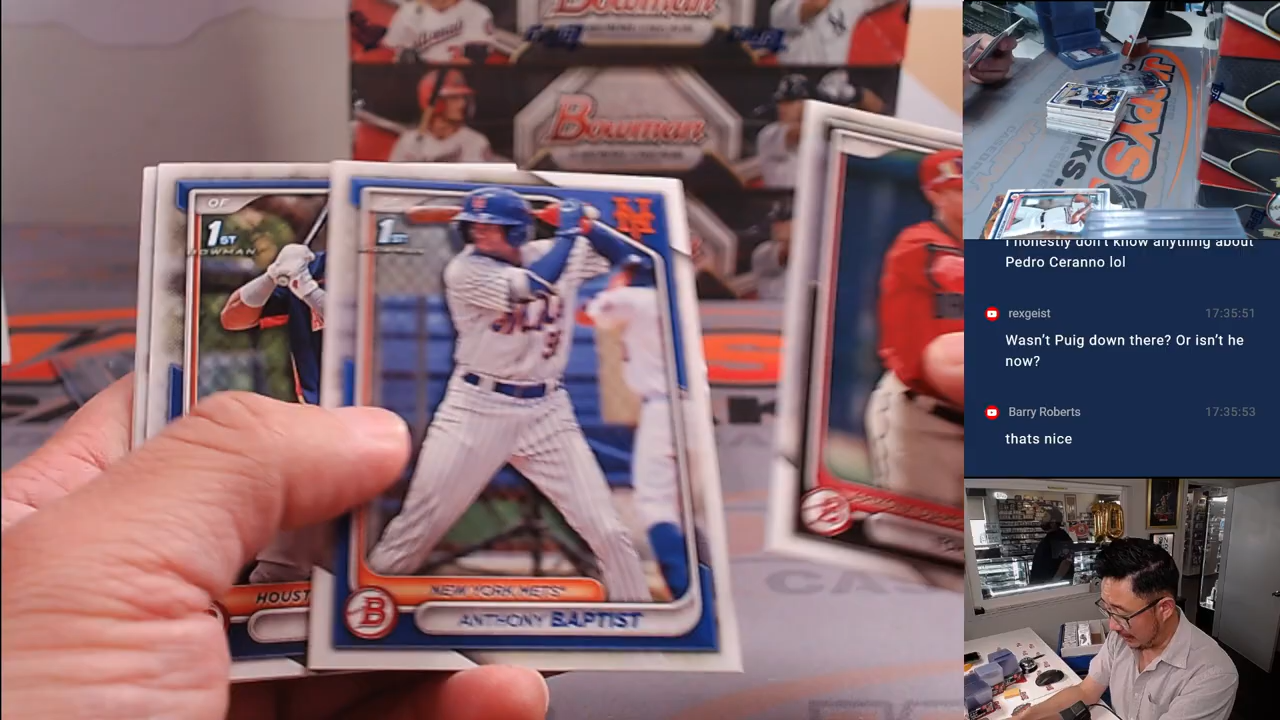 Bowman
Bowman
OF
1ST
BOWMAN
1ST
NY
HOUST
B
NEW YORK METS
ANTHONY BAPTIST
B
I honestly don't know anything about
Pedro Ceranno lol
rexgeist
17:35:51
Wasn't Puig down there? Or isn't he
now?
Barry Roberts
17:35:53
thats nice
10